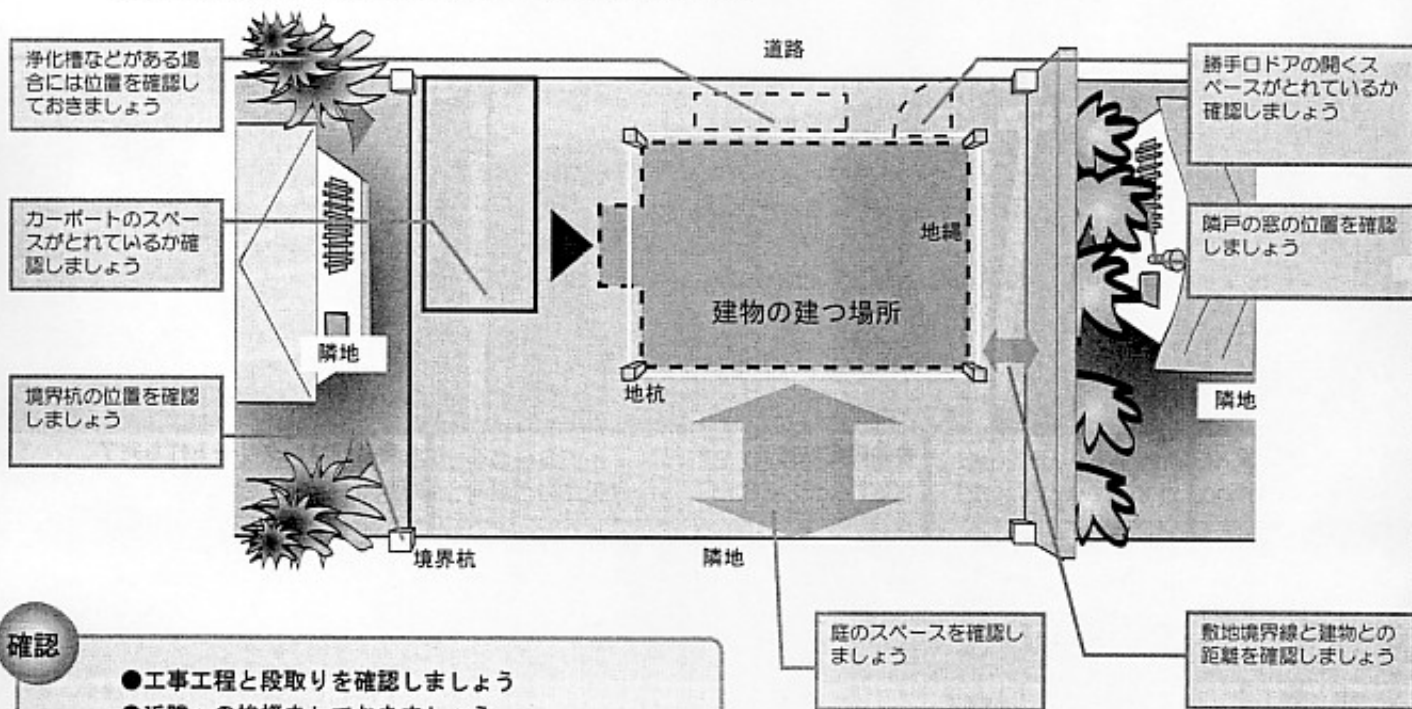 浄化槽などがある場
合には位置を確認し
ておきましょう
道路
勝手口ドアの開くス
ペースがとれているか
確認しましょう
カーポートのスペー
スがとれているか確
認しましょう
地縄
隣戸の窓の位置を確認
しましょう
建物の建つ場所
隣地
地杭
隣地
境界杭の位置を確認
しましょう
境界杭
隣地
確認
庭のスペースを確認し
ましょう
敷地境界線と建物との
距離を確認しましょう
●工事工程と段取りを確認しましょう